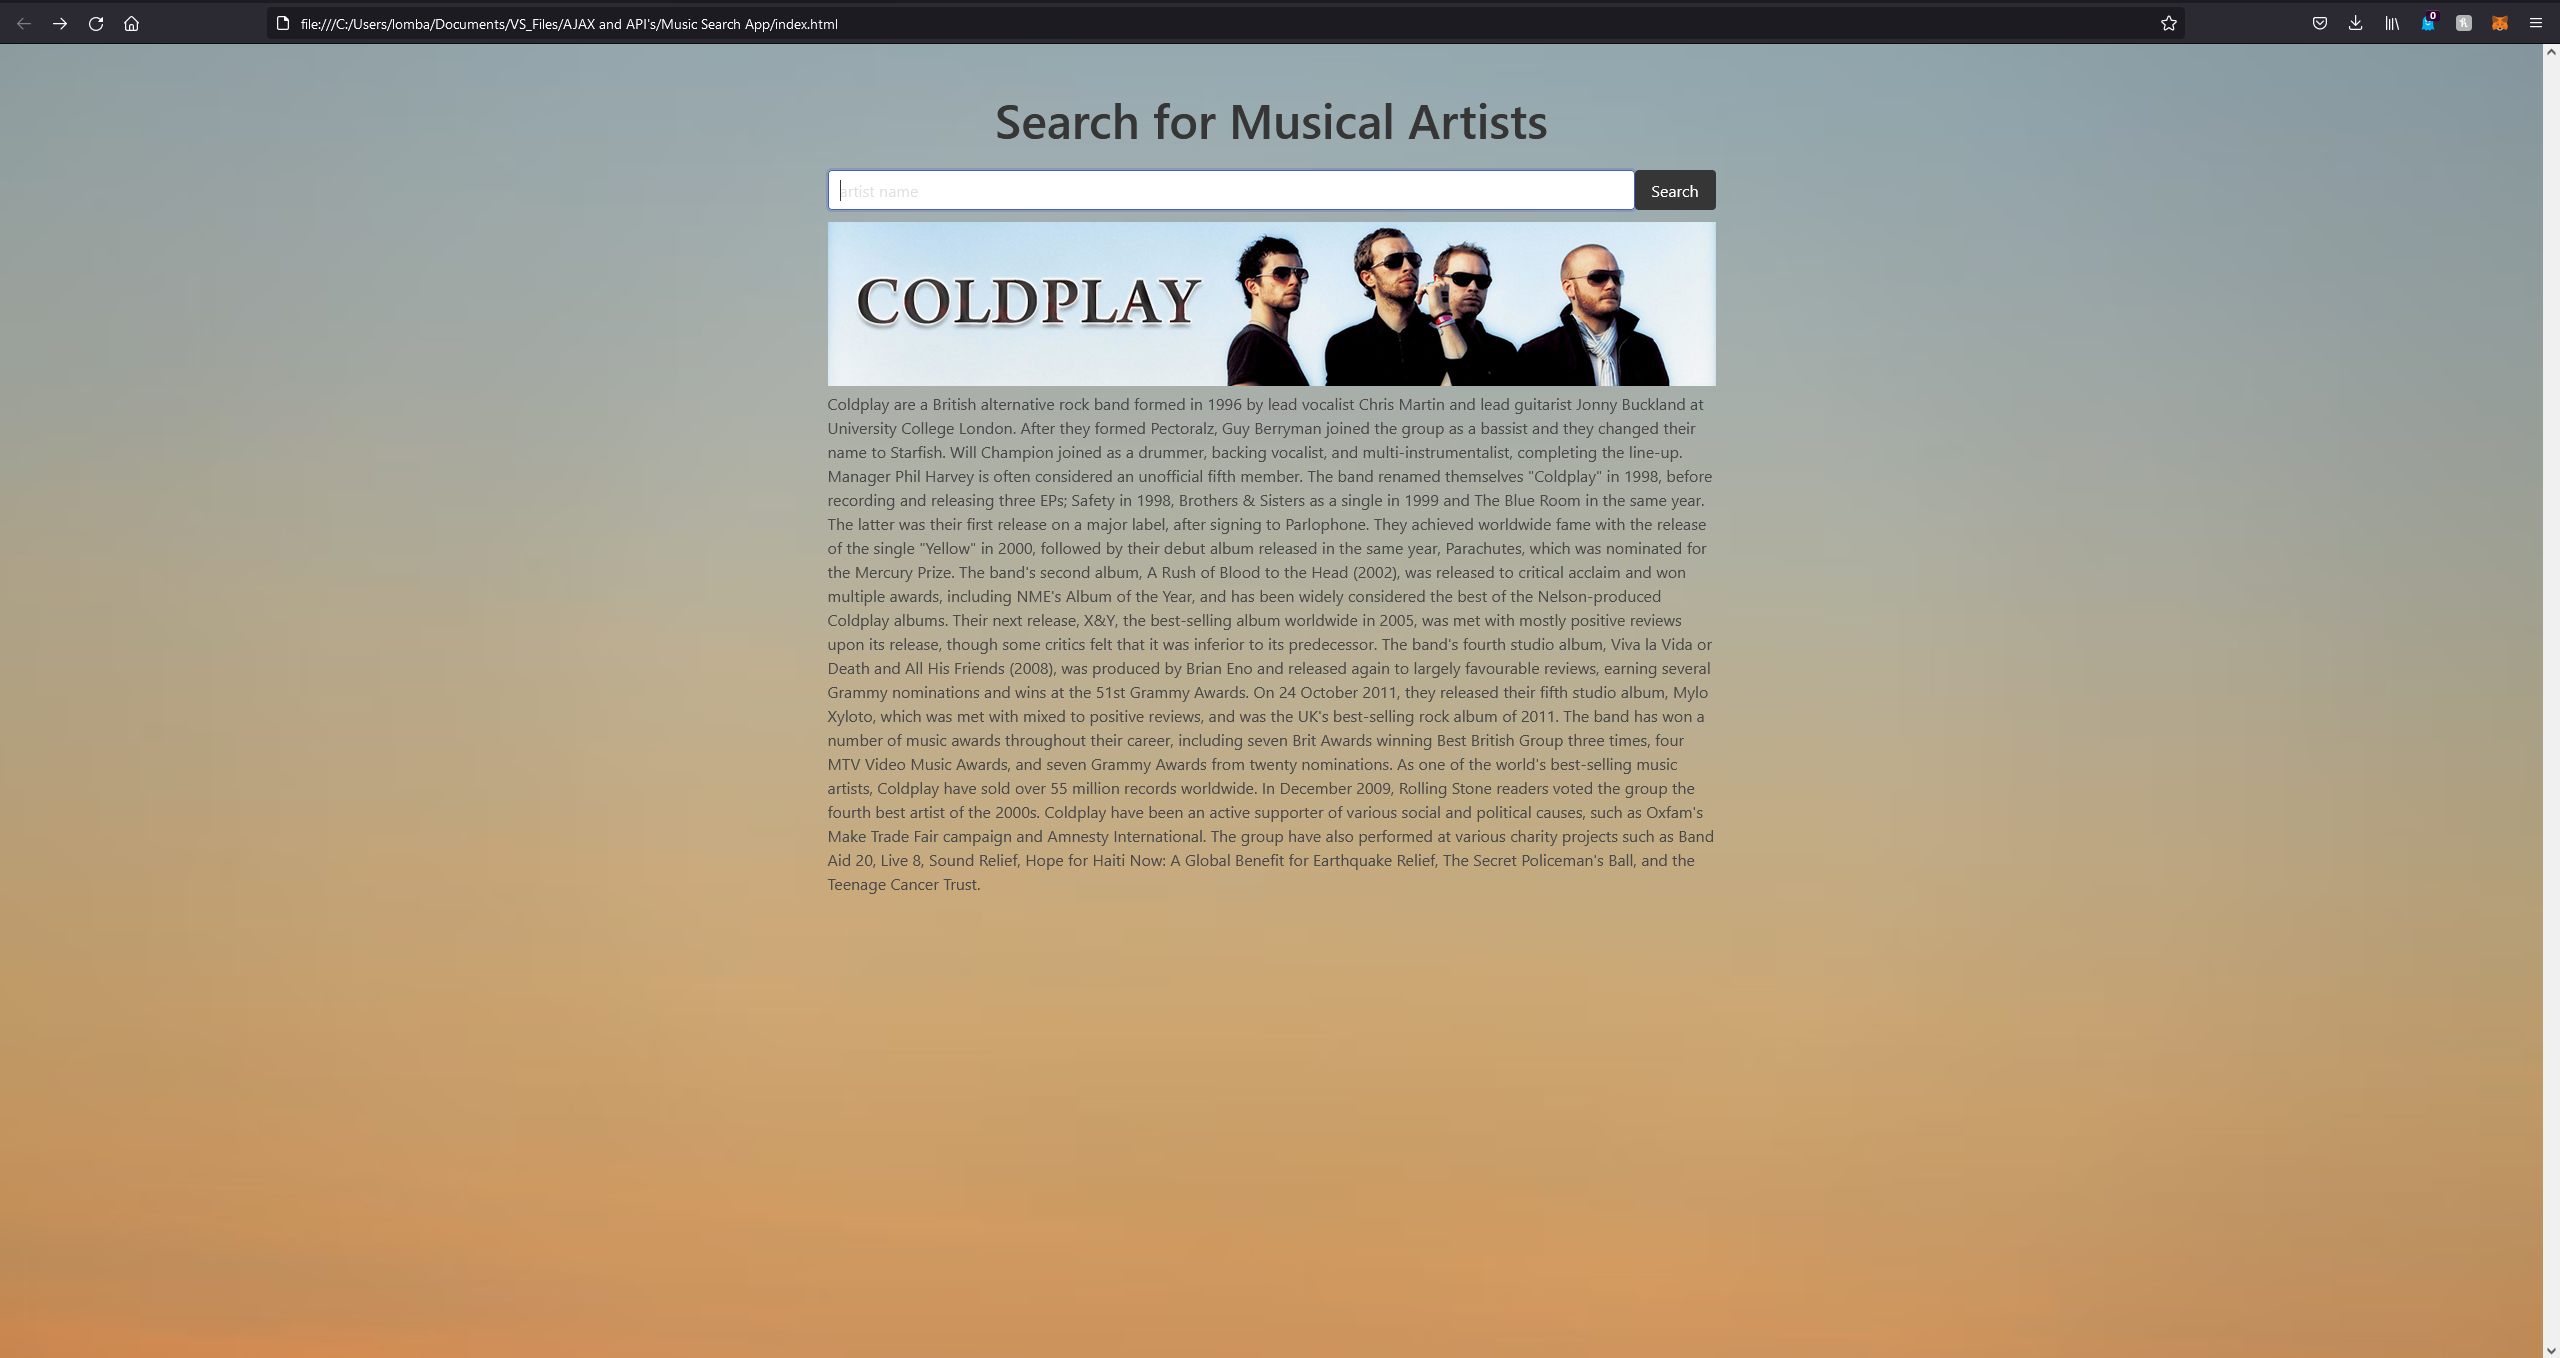 file:///C:/Users/lomba/Documents/VS_Files/AJAX and API's/Music Search App/index.html
0
Search for Musical Artists
artist name
Search
COLDPLAY
Coldplay are a British alternative rock band formed in 1996 by lead vocalist Chris Martin and lead guitarist Jonny Buckland at
University College London. After they formed Pectoralz, Guy Berryman joined the group as a bassist and they changed their
name to Starfish. Will Champion joined as a drummer, backing vocalist, and multi-instrumentalist, completing the line-up.
Manager Phil Harvey is often considered an unofficial fifth member. The band renamed themselves "Coldplay" in 1998, before
recording and releasing three EPs; Safety in 1998, Brothers & Sisters as a single in 1999 and The Blue Room in the same year.
The latter was their first release on a major label, after signing to Parlophone. They achieved worldwide fame with the release
of the single "Yellow" in 2000, followed by their debut album released in the same year, Parachutes, which was nominated for
the Mercury Prize. The band's second album, A Rush of Blood to the Head (2002), was released to critical acclaim and won
multiple awards, including NME's Album of the Year, and has been widely considered the best of the Nelson-produced
Coldplay albums. Their next release, X&Y, the best-selling album worldwide in 2005, was met with mostly positive reviews
upon its release, though some critics felt that it was inferior to its predecessor. The band's fourth studio album, Viva la Vida or
Death and All His Friends (2008), was produced by Brian Eno and released again to largely favourable reviews, earning several
Grammy nominations and wins at the 51st Grammy Awards. On 24 October 2011, they released their fifth studio album, Mylo
Xyloto, which was met with mixed to positive reviews, and was the UK's best-selling rock album of 2011. The band has won a
number of music awards throughout their career, including seven Brit Awards winning Best British Group three times, four
MTV Video Music Awards, and seven Grammy Awards from twenty nominations. As one of the world's best-selling music
artists, Coldplay have sold over 55 million records worldwide. In December 2009, Rolling Stone readers voted the group the
fourth best artist of the 2000s. Coldplay have been an active supporter of various social and political causes, such as Oxfam's
Make Trade Fair campaign and Amnesty International. The group have also performed at various charity projects such as Band
Aid 20, Live 8, Sound Relief, Hope for Haiti Now: A Global Benefit for Earthquake Relief, The Secret Policeman's Ball, and the
Teenage Cancer Trust.